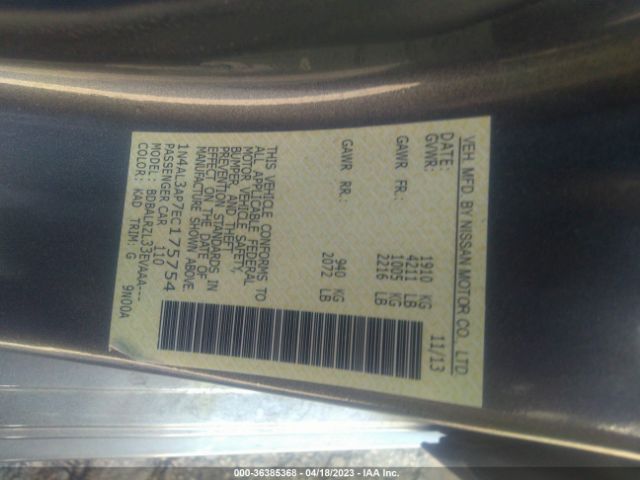 VEH. MFD. BY NISSAN MOTOR CO., LTD.
DATE: 11/13
GVWR: 1910 KG
4211 LB
GAWR FR.: 1005 KG
2216 LB
GAWR RR.: 940 KG
2072 LB
THIS VEHICLE CONFORMS TO
ALL APPLICABLE FEDERAL
MOTOR VEHICLE SAFETY,
BUMPER AND THEFT
PREVENTION STANDARDS IN
EFFECT ON THE DATE OF
MANUFACTURE SHOWN ABOVE.
1N4AL3AP7EC175754
PASSENGER CAR 110
MODEL: BDBALRZL33EVAAA---
COLOR: KAD TRIM: G 9N00A
000-36385368 - 04/18/2023 - IAA Inc.